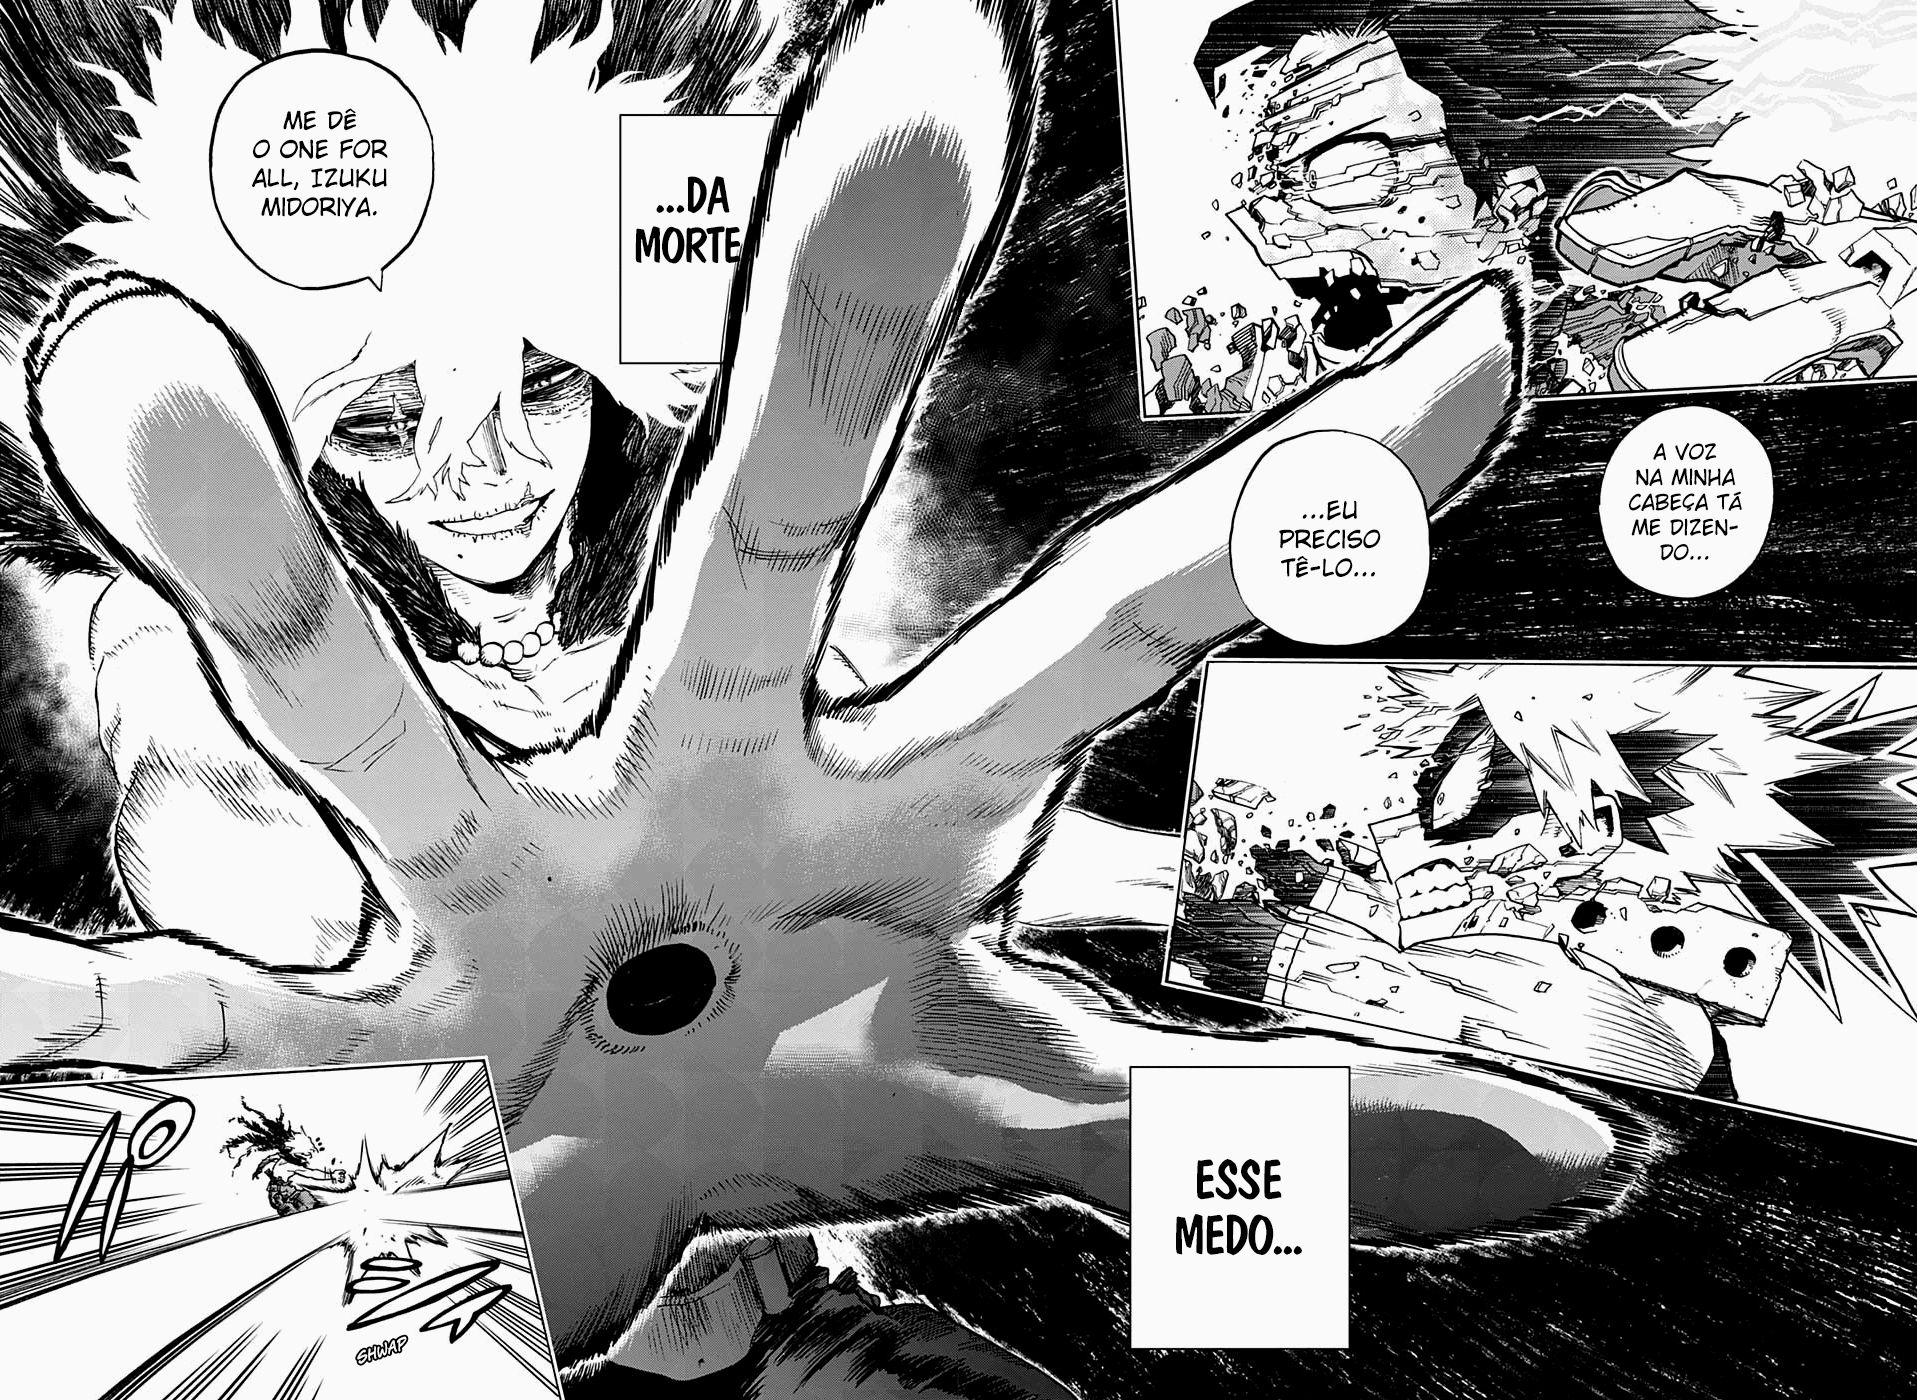 A VOZ
NA MINHA
CABEÇA TÁ
ME DIZEN-
DO...
...EU
PRECISO
TÊ-LO...
ESSE
MEDO...
...DA
MORTE
ME DÊ
O ONE FOR
ALL, IZUKU
MIDORIYA.
SHWAP